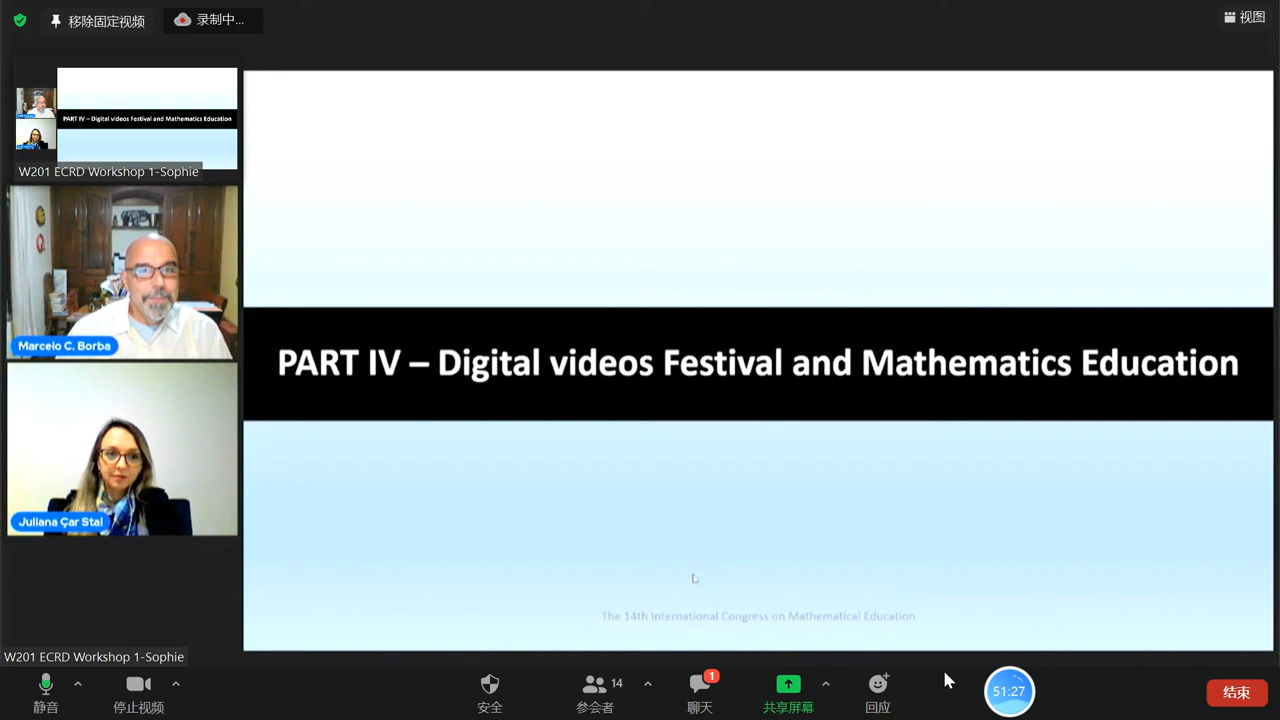 移除固定视频
录制中...
视图
PART IV – Digital videos Festival and Mathematics Education
W201 ECRD Workshop 1-Sophie
Marcelo C. Borba
Juliana Çar Stal
PART IV – Digital videos Festival and Mathematics Education
The 14th International Congress on Mathematical Education
W201 ECRD Workshop 1-Sophie
静音
停止视频
安全
14
参会者
1
聊天
共享屏幕
回应
51:27
结束